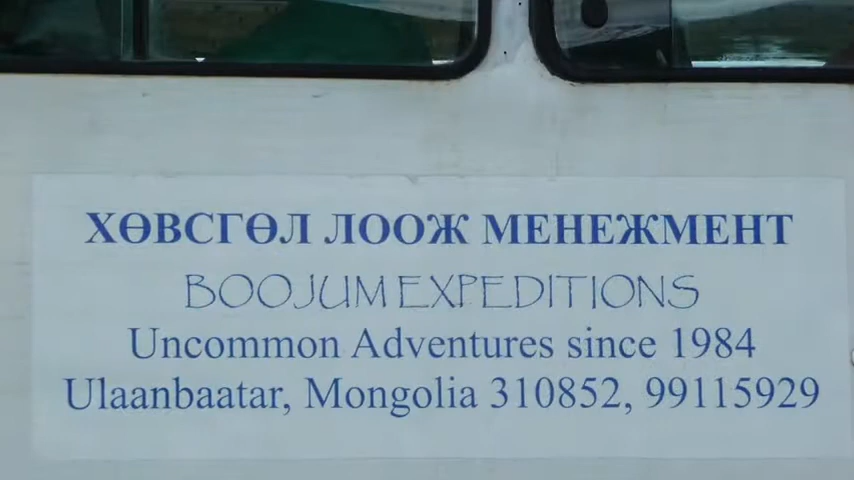 ХӨВСГӨЛ ЛООЖ МЕНЕЖМЕНТ
BOOJUM EXPEDITIONS
Uncommon Adventures since 1984
Ulaanbaatar, Mongolia 310852, 99115929